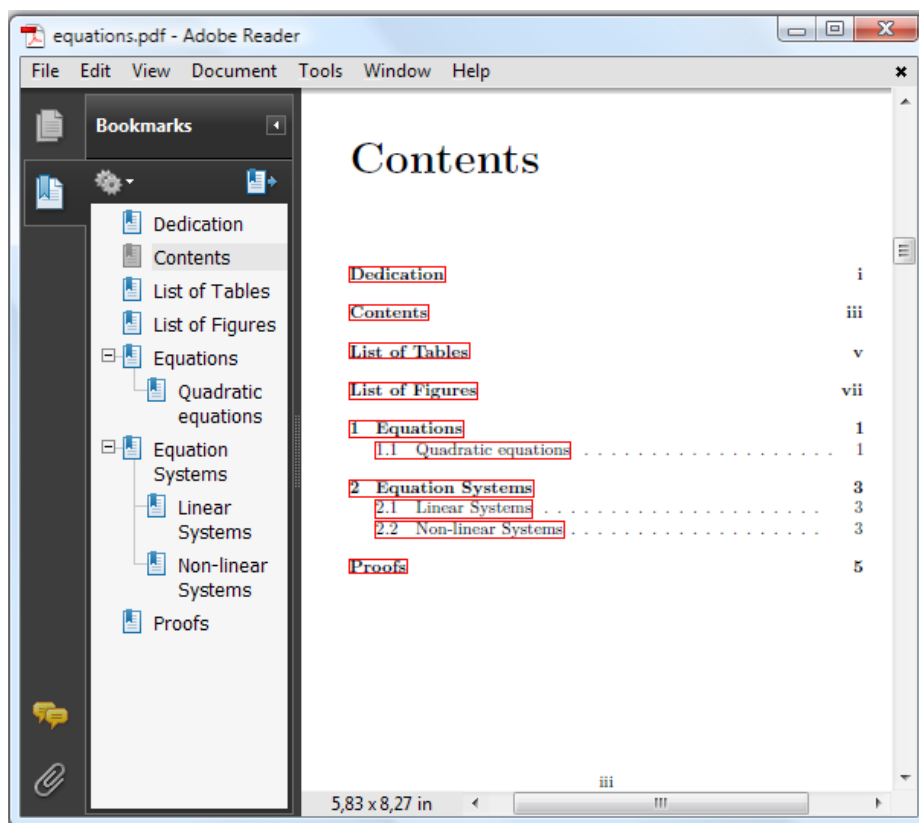 equations.pdf - Adobe Reader
File Edit View Document Tools Window Help
Bookmarks
Dedication
Contents
List of Tables
List of Figures
Equations
Quadratic
equations
Equation
Systems
Linear
Systems
Non-linear
Systems
Proofs
Contents
Dedication i
Contents iii
List of Tables v
List of Figures vii
1 Equations 1
1.1 Quadratic equations . . . . . . . . . . . . . . . . . . . 1
2 Equation Systems 3
2.1 Linear Systems . . . . . . . . . . . . . . . . . . . . . . 3
2.2 Non-linear Systems . . . . . . . . . . . . . . . . . . . . 3
Proofs 5
iii
5,83 x 8,27 in